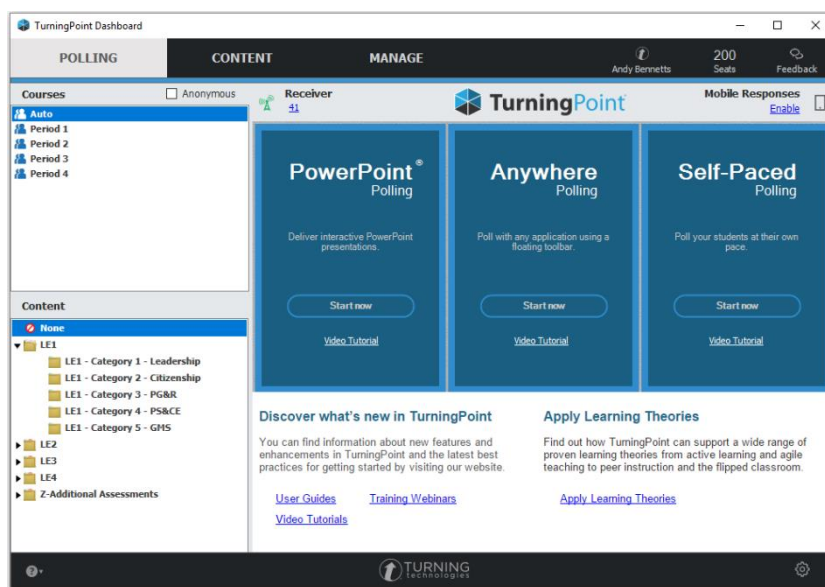 TurningPoint Dashboard
POLLING CONTENT MANAGE
Andy Bennetts
200
Seats
Feedback
Courses
Anonymous
Auto
Period 1
Period 2
Period 3
Period 4
Content
None
LE1
LE1 - Category 1 - Leadership
LE1 - Category 2 - Citizenship
LE1 - Category 3 - PG&R
LE1 - Category 4 - PS&CE
LE1 - Category 5 - GMS
LE2
LE3
LE4
Z-Additional Assessments
Receiver
41
TurningPoint
Mobile Responses
Enable
PowerPoint®
Polling
Deliver interactive PowerPoint
presentations.
Start now
Video Tutorial
Anywhere
Polling
Poll with any application using a
floating toolbar.
Start now
Video Tutorial
Self-Paced
Polling
Poll your students at their own
pace.
Start now
Video Tutorial
Discover what's new in TurningPoint
You can find information about new features and
enhancements in TurningPoint and the latest best
practices for getting started by visiting our website.
User Guides Training Webinars
Video Tutorials
Apply Learning Theories
Find out how TurningPoint can support a wide range of
proven learning theories from active learning and agile
teaching to peer instruction and the flipped classroom.
Apply Learning Theories
TURNING
technologies